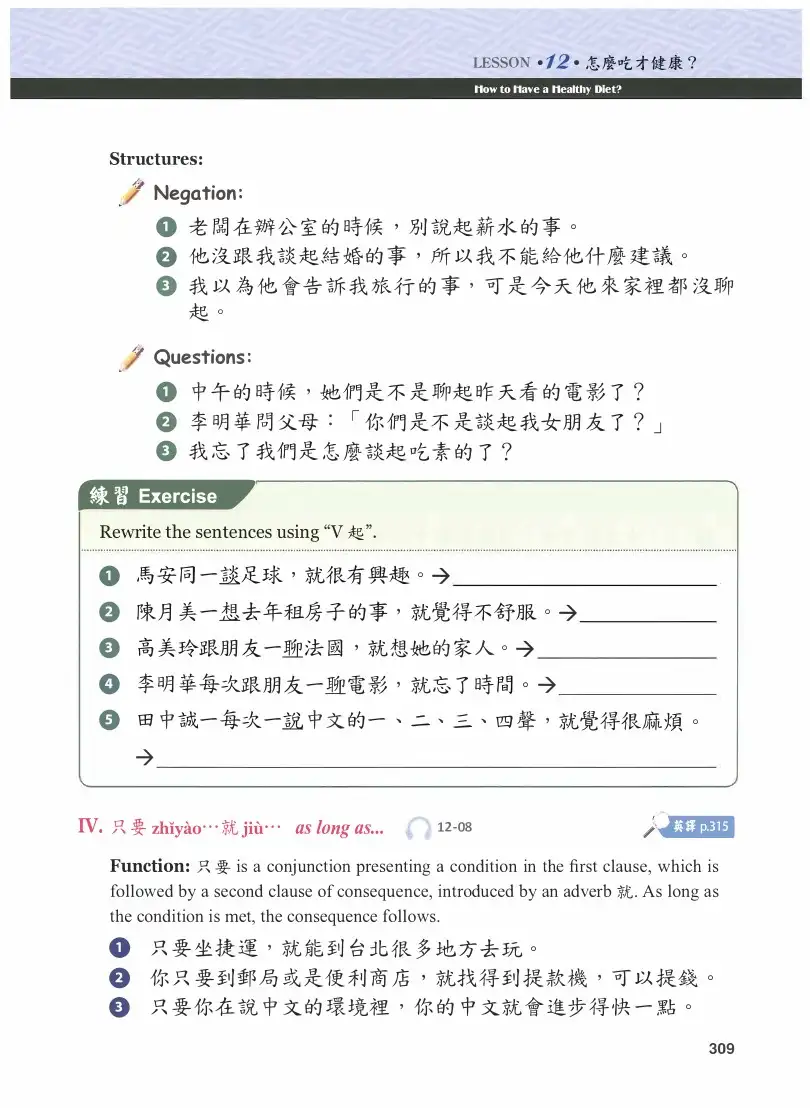 LESSON •12• 怎麼吃才健康？
How to Have a Healthy Diet?
Structures:
Negation:
1 老闆在辦公室的時候，別說起薪水的事。
2 他沒跟我談起結婚的事，所以我不能給他什麼建議。
3 我以為他會告訴我旅行的事，可是今天他來家裡都沒聊
起。
Questions:
1 中午的時候，她們是不是聊起昨天看的電影了？
2 李明華問父母：「你們是不是談起我女朋友了？」
3 我忘了我們是怎麼談起吃素的了？
練習 Exercise
Rewrite the sentences using “V 起”.
1 馬安同一談足球，就很有興趣。→
2 陳月美一想去年租房子的事，就覺得不舒服。→
3 高美玲跟朋友一聊法國，就想她的家人。→
4 李明華每次跟朋友一聊電影，就忘了時間。→
5 田中誠一每次一說中文的一、二、三、四聲，就覺得很麻煩。
→
IV. 只要 zhǐyào…就 jiù… as long as... 12-08 英譯 p.315
Function: 只要 is a conjunction presenting a condition in the first clause, which is
followed by a second clause of consequence, introduced by an adverb 就. As long as
the condition is met, the consequence follows.
1 只要坐捷運，就能到台北很多地方去玩。
2 你只要到郵局或是便利商店，就找得到提款機，可以提錢。
3 只要你在說中文的環境裡，你的中文就會進步得快一點。
309